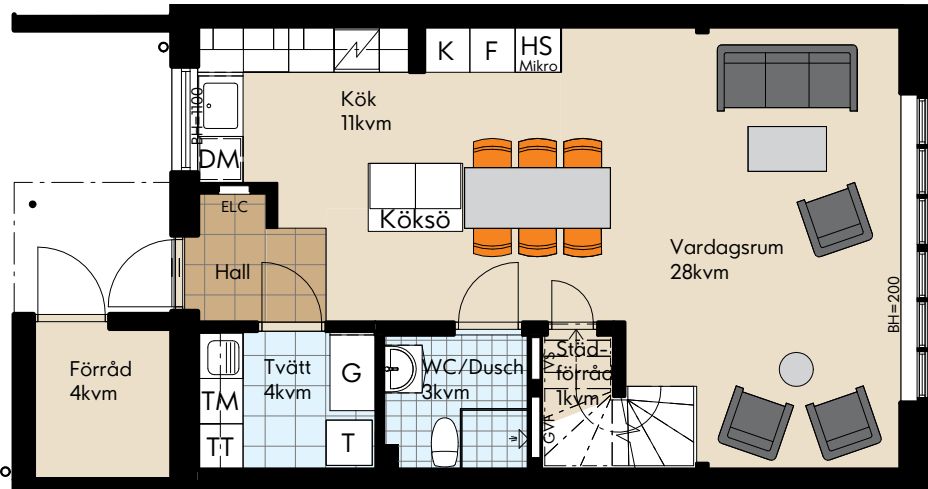 K
F
HS
Mikro
Kök
11kvm
BH=1100
DM
ELC
Köksö
Hall
Vardagsrum
28kvm
BH=200
Förråd
4kvm
Tvätt
4kvm
G
TM
TT
T
WC/Dusch
3kvm
VS
Städ-
förråd
1kvm
GVA